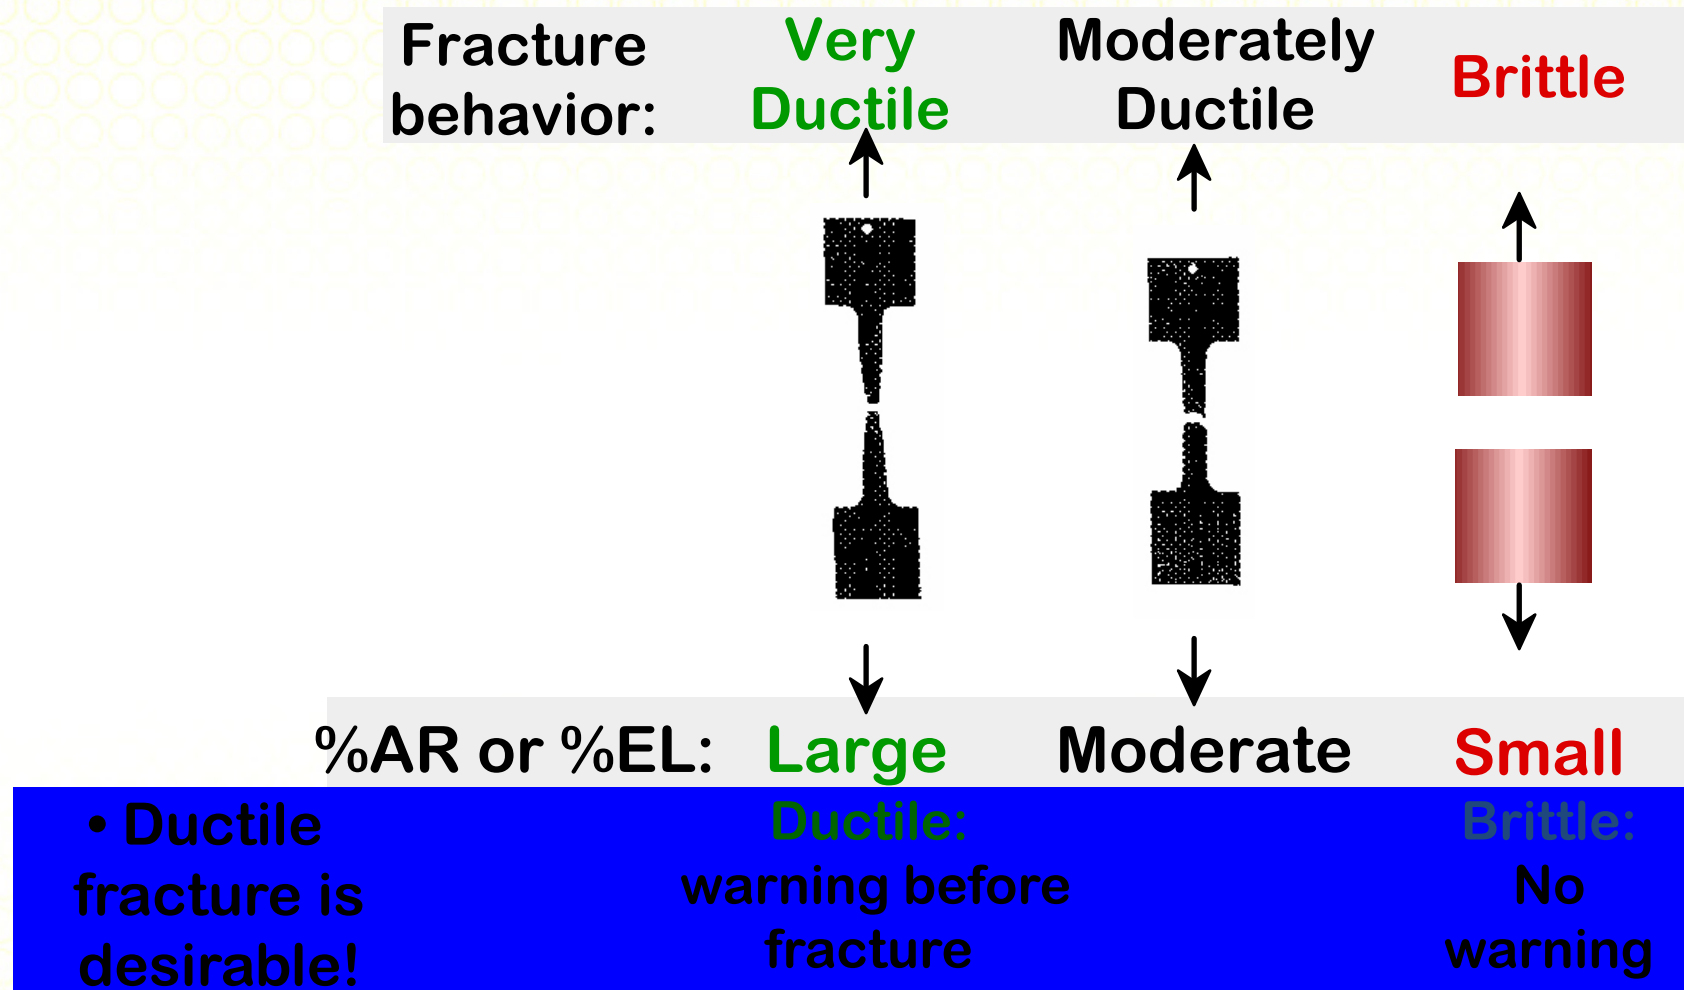 Fracture behavior:
Very Ductile
Moderately Ductile
Brittle
%AR or %EL: Large Moderate Small
• Ductile
fracture is
desirable!
Ductile:
warning before
fracture
Brittle:
No
warning